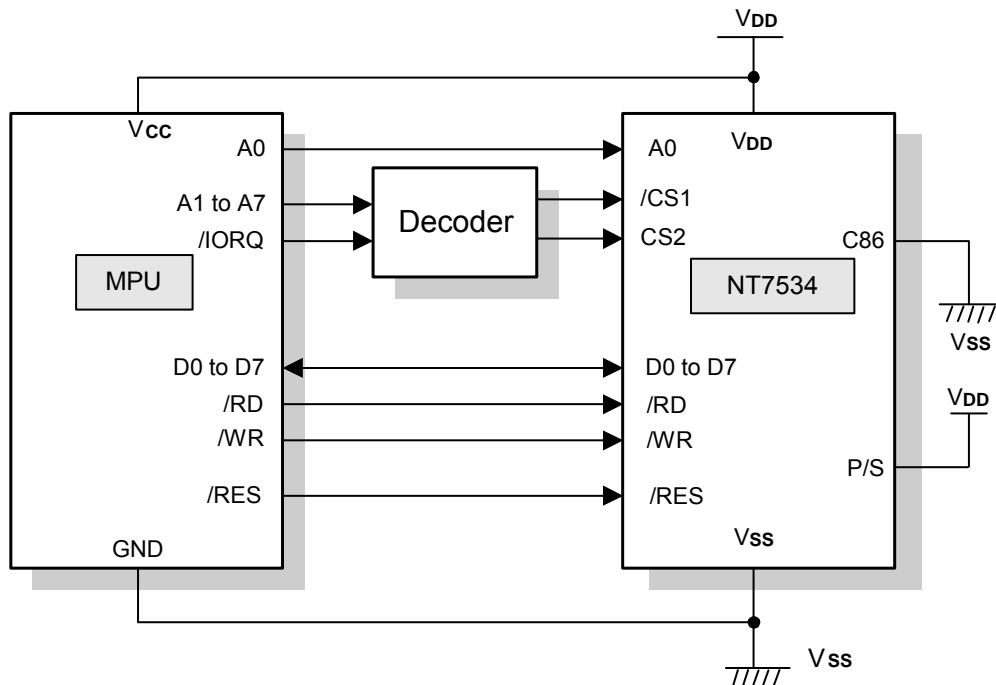 VDD
VCC
VDD
A0
A0
A1 to A7
/CS1
Decoder
/IORQ
CS2
C86
MPU
NT7534
VSS
D0 to D7
D0 to D7
VDD
/RD
/RD
/WR
/WR
P/S
/RES
/RES
GND
VSS
VSS